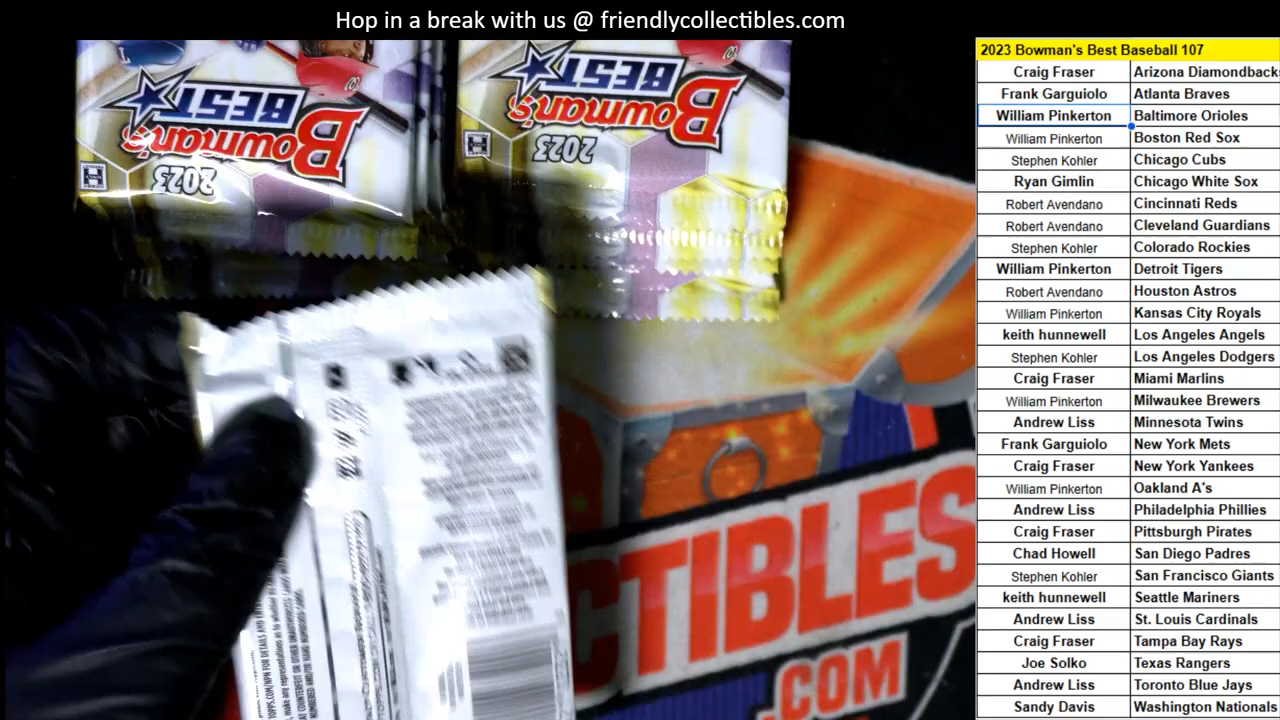 Hop in a break with us @ friendlycollectibles.com
BEST
Bowman's
2023
BEST
Bowman's
2023
2023 Bowman's Best Baseball 107
Craig Fraser Arizona Diamondbacks
Frank Garguiolo Atlanta Braves
William Pinkerton Baltimore Orioles
William Pinkerton Boston Red Sox
Stephen Kohler Chicago Cubs
Ryan Gimlin Chicago White Sox
Robert Avendano Cincinnati Reds
Robert Avendano Cleveland Guardians
Stephen Kohler Colorado Rockies
William Pinkerton Detroit Tigers
Robert Avendano Houston Astros
William Pinkerton Kansas City Royals
keith hunnewell Los Angeles Angels
Stephen Kohler Los Angeles Dodgers
Craig Fraser Miami Marlins
William Pinkerton Milwaukee Brewers
Andrew Liss Minnesota Twins
Frank Garguiolo New York Mets
Craig Fraser New York Yankees
William Pinkerton Oakland A's
Andrew Liss Philadelphia Phillies
Craig Fraser Pittsburgh Pirates
Chad Howell San Diego Padres
Stephen Kohler San Francisco Giants
keith hunnewell Seattle Mariners
Andrew Liss St. Louis Cardinals
Craig Fraser Tampa Bay Rays
Joe Solko Texas Rangers
Andrew Liss Toronto Blue Jays
Sandy Davis Washington Nationals
CTIBLES
.COM